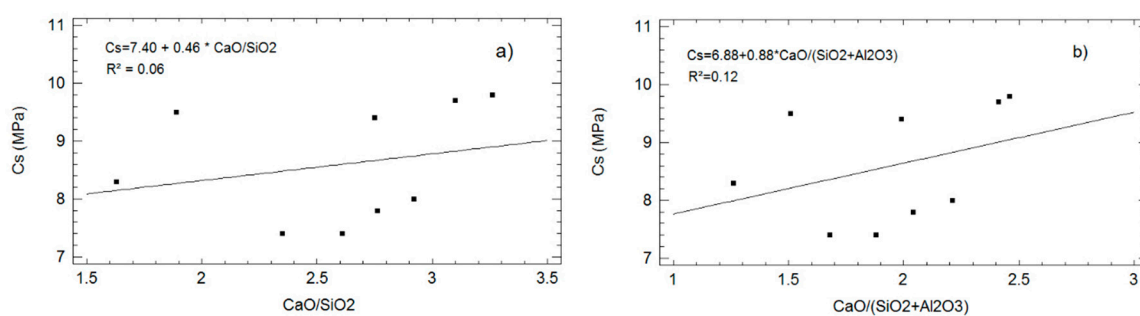 Cs=7.40 + 0.46 * CaO/SiO2
R² = 0.06
a)
Cs (MPa)
11
10
9
8
7
1.5
2
2.5
3
3.5
CaO/SiO2
Cs=6.88+0.88*CaO/(SiO2+Al2O3)
R²=0.12
b)
Cs (MPa)
11
10
9
8
7
1
1.5
2
2.5
3
CaO/(SiO2+Al2O3)